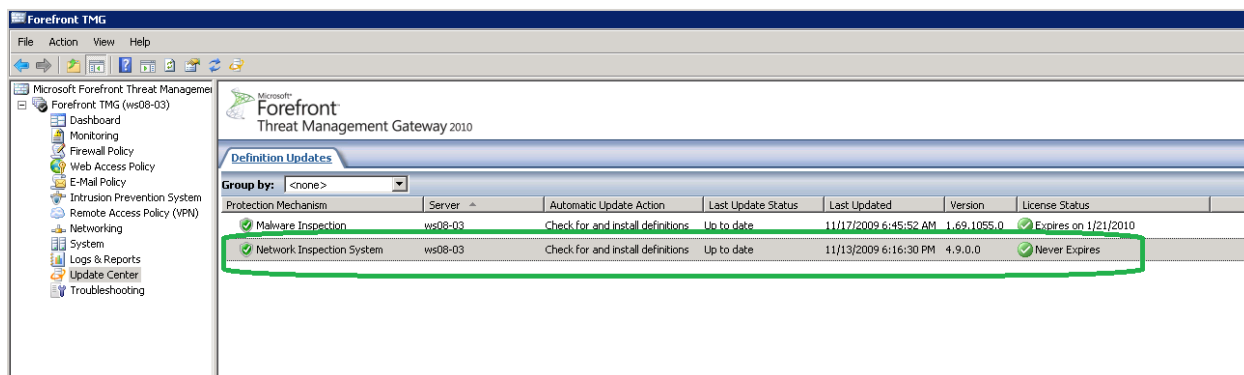 Forefront TMG
File Action View Help
Microsoft Forefront Threat Managemer
Forefront TMG (ws08-03)
Dashboard
Monitoring
Firewall Policy
Web Access Policy
E-Mail Policy
Intrusion Prevention System
Remote Access Policy (VPN)
Networking
System
Logs & Reports
Update Center
Troubleshooting
Microsoft®
Forefront™
Threat Management Gateway 2010
Definition Updates
Group by: <none>
Protection Mechanism Server Automatic Update Action Last Update Status Last Updated Version License Status
Malware Inspection ws08-03 Check for and install definitions Up to date 11/17/2009 6:45:52 AM 1.69.1055.0 Expires on 1/21/2010
Network Inspection System ws08-03 Check for and install definitions Up to date 11/13/2009 6:16:30 PM 4.9.0.0 Never Expires